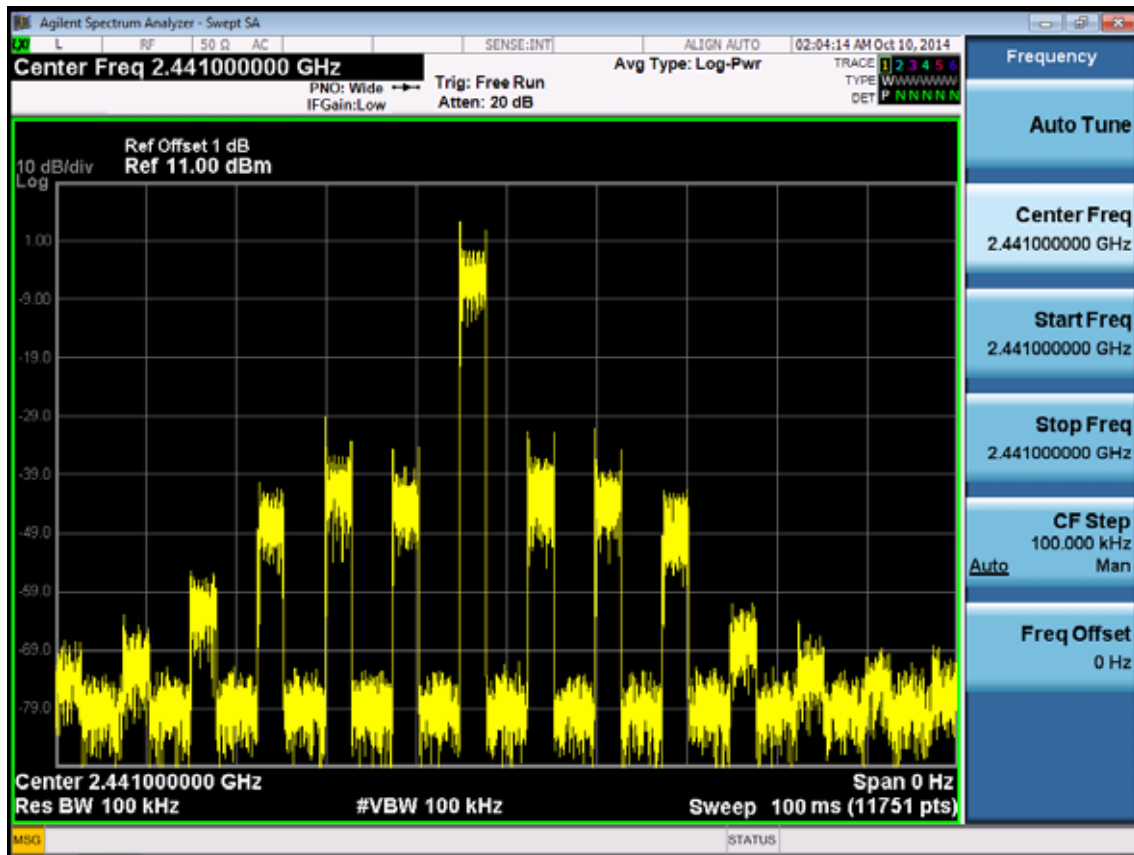 Agilent Spectrum Analyzer - Swept SA
LXI L RF 50 Ω AC SENSE:INT ALIGN AUTO 02:04:14 AM Oct 10, 2014
Center Freq 2.441000000 GHz
PNO: Wide
IFGain:Low
Trig: Free Run
Atten: 20 dB
Avg Type: Log-Pwr
TRACE 1 2 3 4 5 6
TYPE WWWWWW
DET P N N N N N
Ref Offset 1 dB
10 dB/div Ref 11.00 dBm
Log
1.00
-9.00
-19.0
-29.0
-39.0
-49.0
-59.0
-69.0
-79.0
Center 2.441000000 GHz Span 0 Hz
Res BW 100 kHz #VBW 100 kHz Sweep 100 ms (11751 pts)
MSG STATUS
Frequency
Auto Tune
Center Freq
2.441000000 GHz
Start Freq
2.441000000 GHz
Stop Freq
2.441000000 GHz
CF Step
100.000 kHz
Auto Man
Freq Offset
0 Hz